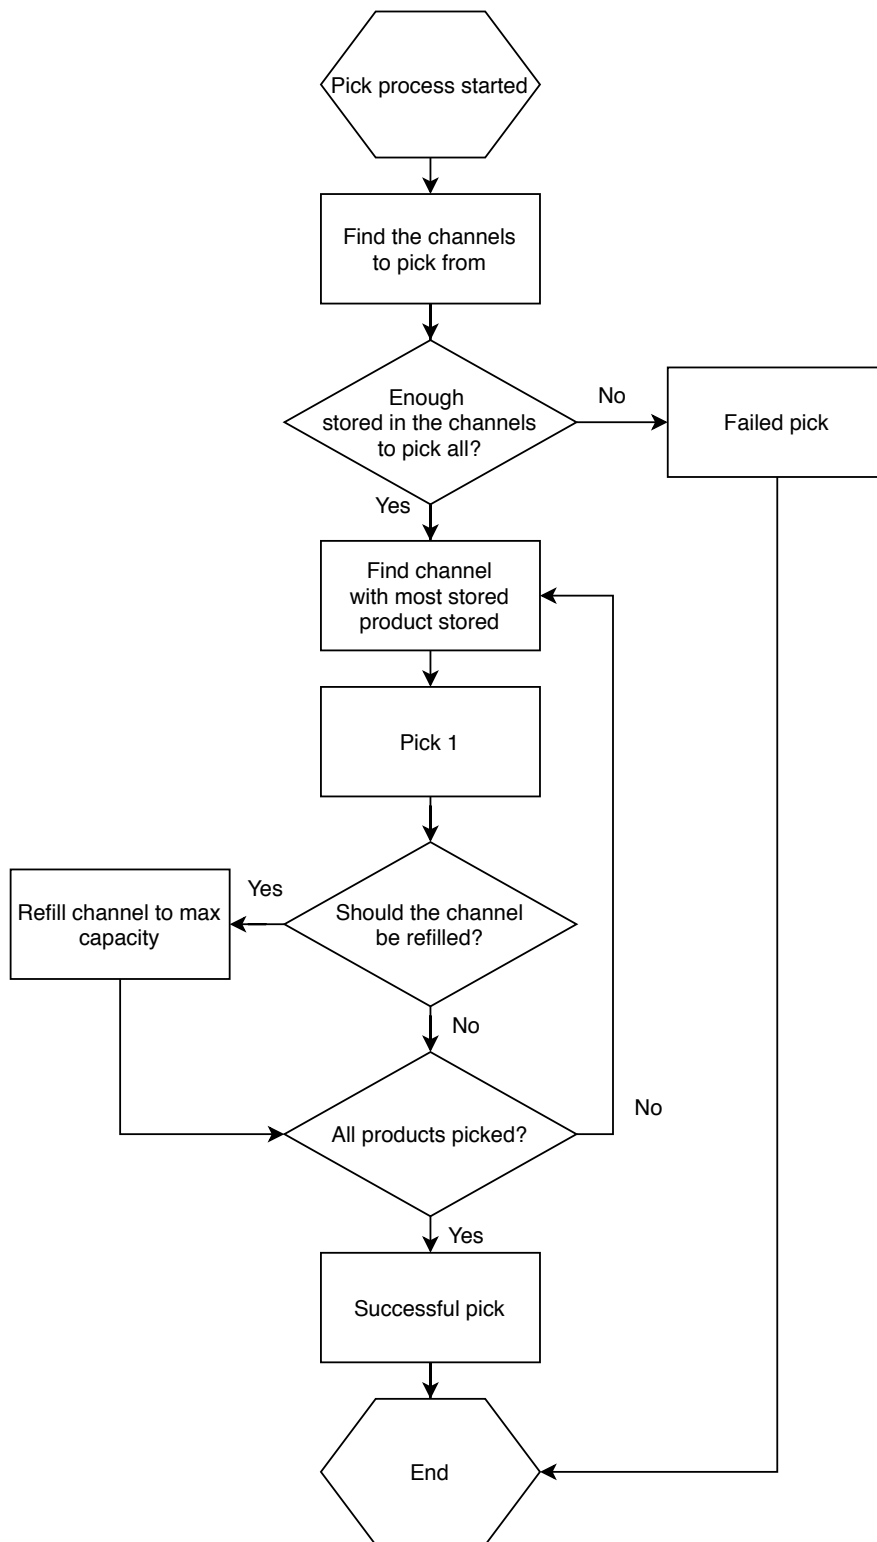 Pick process started
Find the channels
to pick from
Enough
stored in the channels
to pick all?
No
Failed pick
Yes
Find channel
with most stored
product stored
Pick 1
Yes
Refill channel to max
capacity
Should the channel
be refilled?
No
All products picked?
No
Yes
Successful pick
End